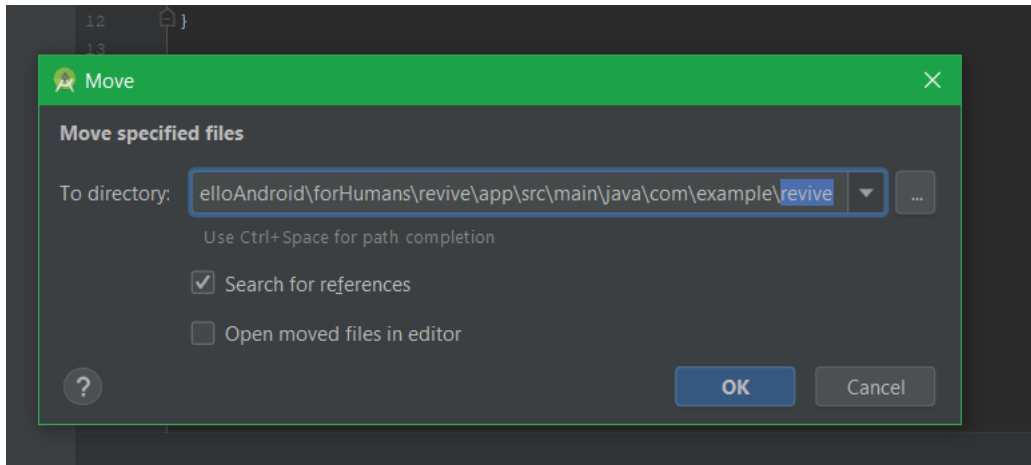 12 }
13
Move
Move specified files
To directory: elloAndroid\forHumans\revive\app\src\main\java\com\example\revive ...
Use Ctrl+Space for path completion
Search for references
Open moved files in editor
? OK Cancel